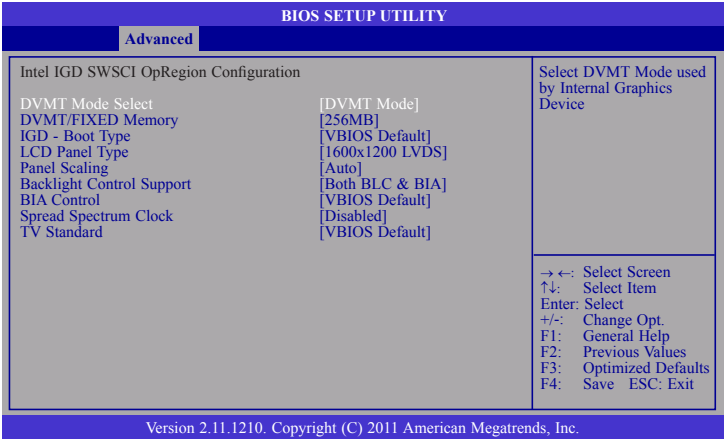 BIOS SETUP UTILITY
Advanced
Intel IGD SWSCI OpRegion Configuration
DVMT Mode Select [DVMT Mode]
DVMT/FIXED Memory [256MB]
IGD - Boot Type [VBIOS Default]
LCD Panel Type [1600x1200 LVDS]
Panel Scaling [Auto]
Backlight Control Support [Both BLC & BIA]
BIA Control [VBIOS Default]
Spread Spectrum Clock [Disabled]
TV Standard [VBIOS Default]
Select DVMT Mode used
by Internal Graphics
Device
→ ←: Select Screen
↑↓: Select Item
Enter: Select
+/-: Change Opt.
F1: General Help
F2: Previous Values
F3: Optimized Defaults
F4: Save ESC: Exit
Version 2.11.1210. Copyright (C) 2011 American Megatrends, Inc.